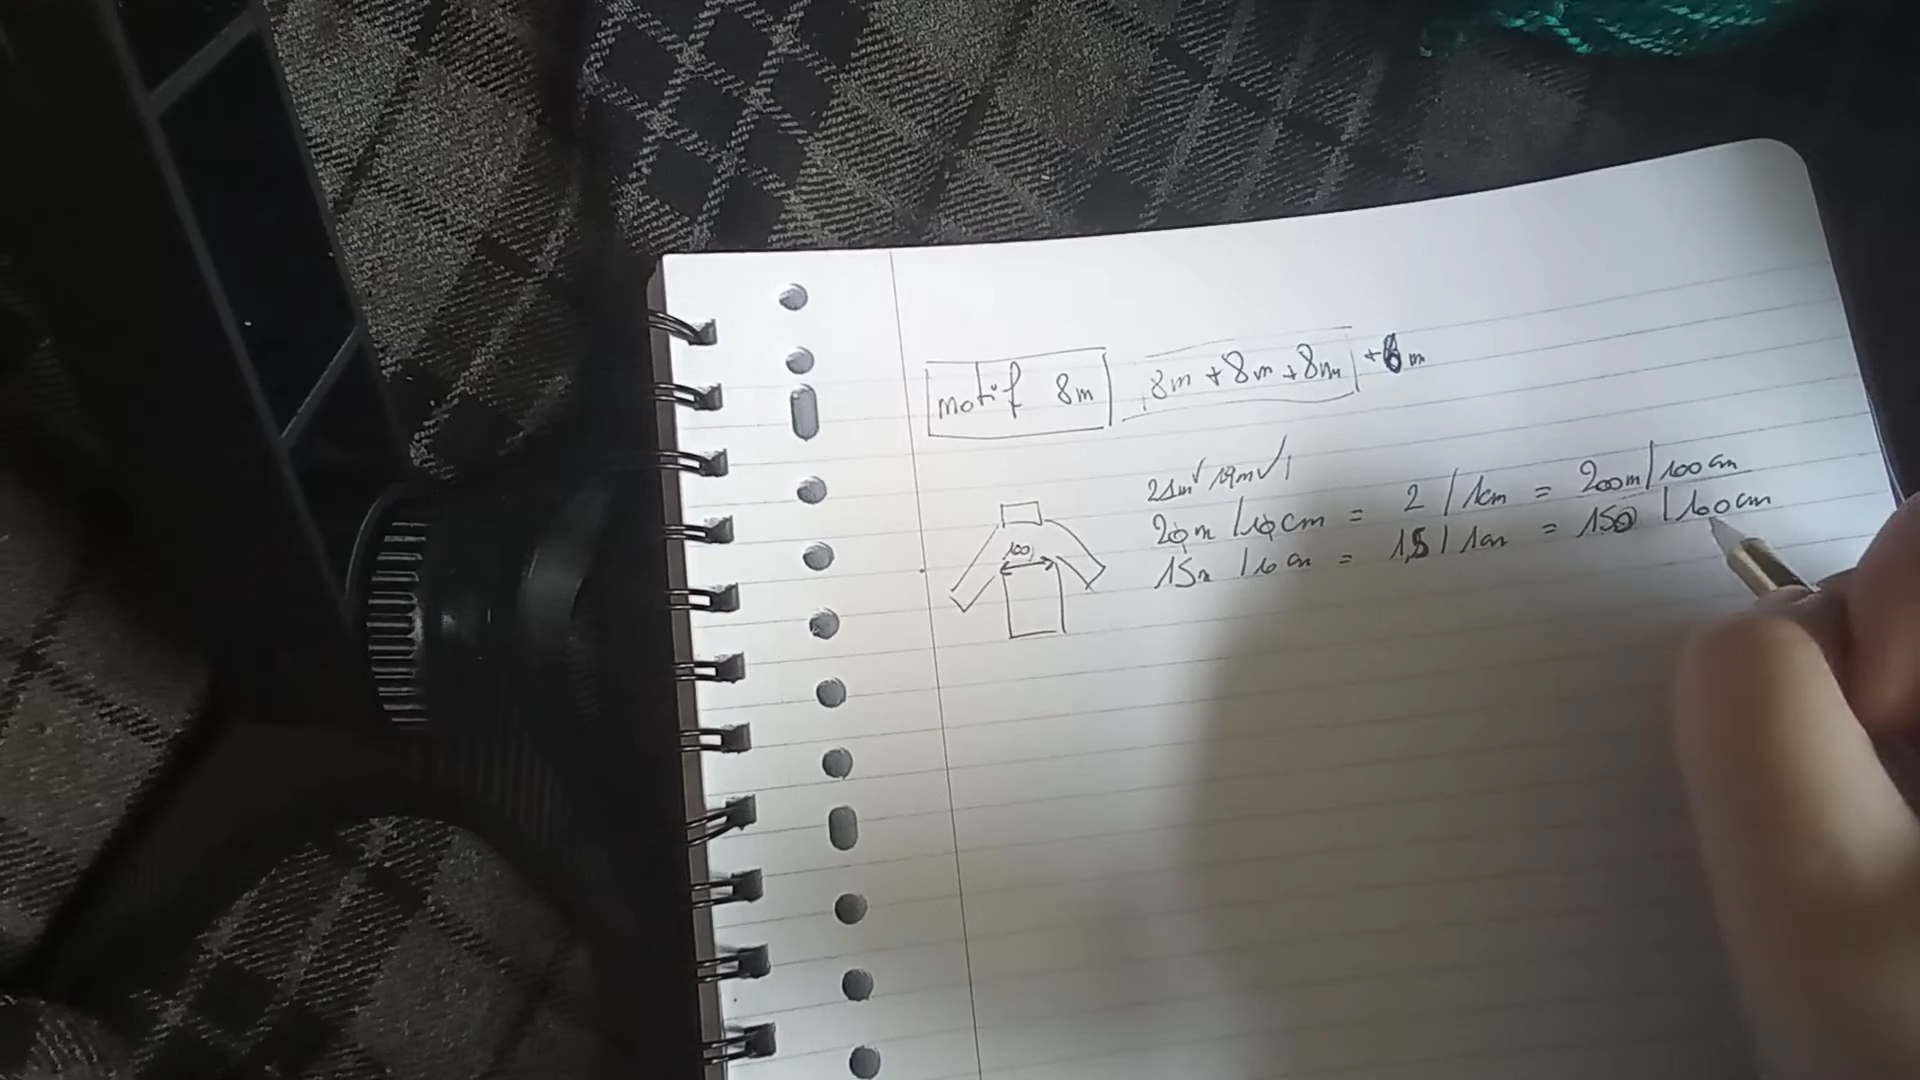 motif 8m 8m + 8m + 8m + 6 m
21m 19m
20m / 10cm = 2 / 1cm = 200m / 100cm
15m / 10cm = 1,5 / 1cm = 150 / 100cm
100